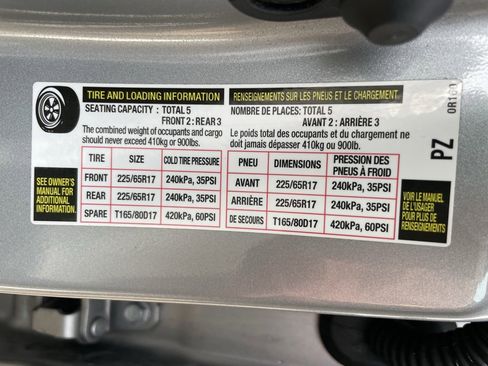 TIRE AND LOADING INFORMATION
SEATING CAPACITY : TOTAL 5
FRONT 2 : REAR 3
The combined weight of occupants and cargo
should never exceed 410kg or 900lbs.
TIRE SIZE COLD TIRE PRESSURE
FRONT 225/65R17 240kPa, 35PSI
REAR 225/65R17 240kPa, 35PSI
SPARE T165/80D17 420kPa, 60PSI
SEE OWNER'S
MANUAL FOR
ADDITIONAL
INFORMATION.
RENSEIGNEMENTS SUR LES PNEUS ET LE CHARGEMENT.
NOMBRE DE PLACES: TOTAL 5
AVANT 2 : ARRIÈRE 3
Le poids total des occupants et du chargement ne
doit jamais dépasser 410kg or 900lb.
PNEU DIMENSIONS PRESSION DES
PNEUS À FROID
AVANT 225/65R17 240kPa, 35PSI
ARRIÈRE 225/65R17 240kPa, 35PSI
DE SECOURS T165/80D17 420kPa, 60PSI
VOIR LE MANUEL
DE L'USAGER
POUR PLUS DE
RENSEIGNEMENTS
PZ